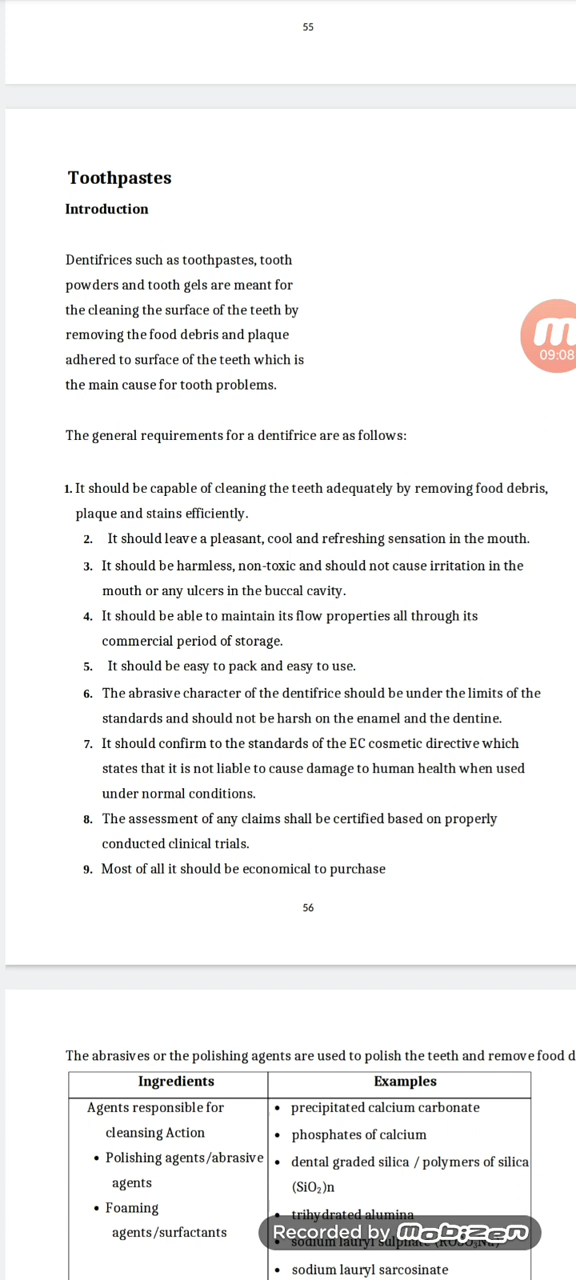 55
Toothpastes
Introduction
Dentifrices such as toothpastes, tooth
powders and tooth gels are meant for
the cleaning the surface of the teeth by
removing the food debris and plaque
adhered to surface of the teeth which is
the main cause for tooth problems.
09:08
The general requirements for a dentifrice are as follows:
1. It should be capable of cleaning the teeth adequately by removing food debris,
plaque and stains efficiently.
2. It should leave a pleasant, cool and refreshing sensation in the mouth.
3. It should be harmless, non-toxic and should not cause irritation in the
mouth or any ulcers in the buccal cavity.
4. It should be able to maintain its flow properties all through its
commercial period of storage.
5. It should be easy to pack and easy to use.
6. The abrasive character of the dentifrice should be under the limits of the
standards and should not be harsh on the enamel and the dentine.
7. It should confirm to the standards of the EC cosmetic directive which
states that it is not liable to cause damage to human health when used
under normal conditions.
8. The assessment of any claims shall be certified based on properly
conducted clinical trials.
9. Most of all it should be economical to purchase
56
The abrasives or the polishing agents are used to polish the teeth and remove food d
Ingredients Examples
Agents responsible for • precipitated calcium carbonate
cleansing Action • phosphates of calcium
• Polishing agents/abrasive • dental graded silica / polymers of silica
agents (SiO₂)n
• Foaming • trihydrated alumina
agents/surfactants • sodium lauryl sulphate
Recorded by mobizen
• sodium lauryl sarcosinate